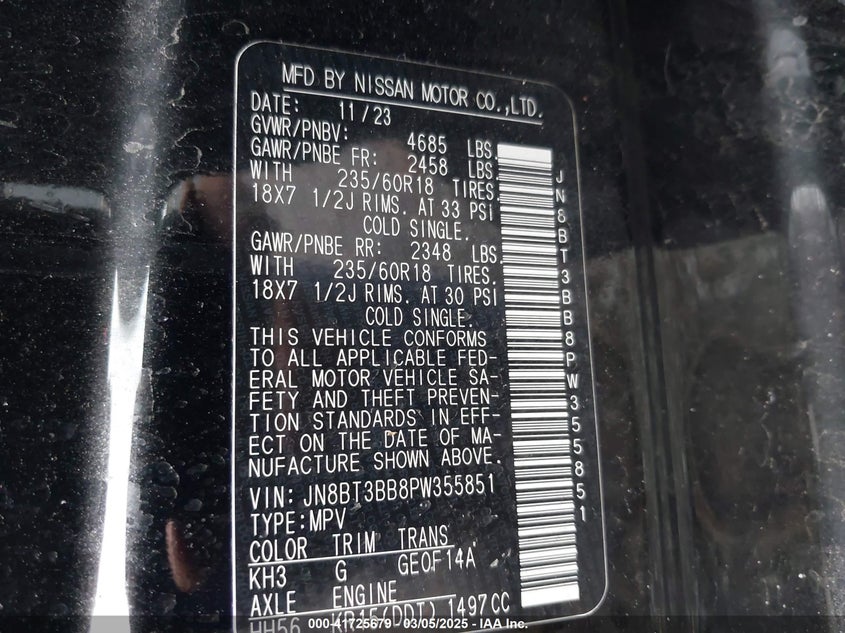 MFD BY NISSAN MOTOR CO.,LTD.
DATE: 11/23
GVWR/PNBV: 4685 LBS.
GAWR/PNBE FR: 2458 LBS.
WITH 235/60R18 TIRES.
18X7 1/2J RIMS. AT 33 PSI
COLD SINGLE.
GAWR/PNBE RR: 2348 LBS.
WITH 235/60R18 TIRES.
18X7 1/2J RIMS. AT 30 PSI
COLD SINGLE.
THIS VEHICLE CONFORMS
TO ALL APPLICABLE FED-
ERAL MOTOR VEHICLE SA-
FETY AND THEFT PREVEN-
TION STANDARDS IN EFF-
ECT ON THE DATE OF MA-
NUFACTURE SHOWN ABOVE.
VIN: JN8BT3BB8PW355851
TYPE:MPV
COLOR TRIM TRANS.
KH3 G GE0F14A
AXLE ENGINE
HH56 KR15(DDT) 1497CC
JN8BT3BB8PW355851
000-41725679 - 03/05/2025 - IAA Inc.